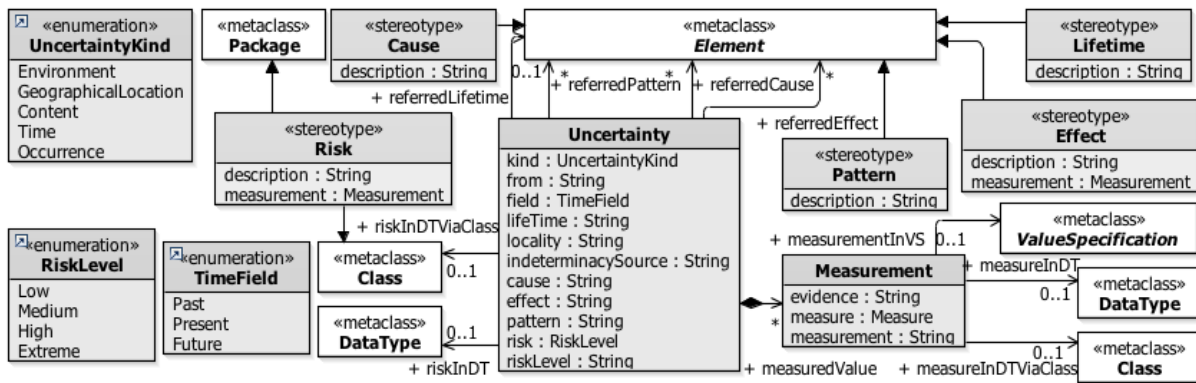 «enumeration»
UncertaintyKind
Environment
GeographicalLocation
Content
Time
Occurrence
«metaclass»
Package
«stereotype»
Cause
description : String
«metaclass»
Element
«stereotype»
Lifetime
description : String
0..1
*
+ referredPattern
*
+ referredCause
*
+ referredLifetime
+ referredEffect
«stereotype»
Risk
description : String
measurement : Measurement
Uncertainty
kind : UncertaintyKind
from : String
field : TimeField
lifeTime : String
locality : String
indeterminacySource : String
cause : String
effect : String
pattern : String
risk : RiskLevel
riskLevel : String
«stereotype»
Pattern
description : String
«stereotype»
Effect
description : String
measurement : Measurement
«enumeration»
RiskLevel
Low
Medium
High
Extreme
«enumeration»
TimeField
Past
Present
Future
+ riskInDTViaClass
«metaclass»
Class
0..1
«metaclass»
DataType
0..1
+ riskInDT
+ measurementInVS
0..1
«metaclass»
ValueSpecification
Measurement
evidence : String
measure : Measure
measurement : String
*
+ measuredValue
+ measureInDT
0..1
«metaclass»
DataType
0..1
+ measureInDTViaClass
«metaclass»
Class